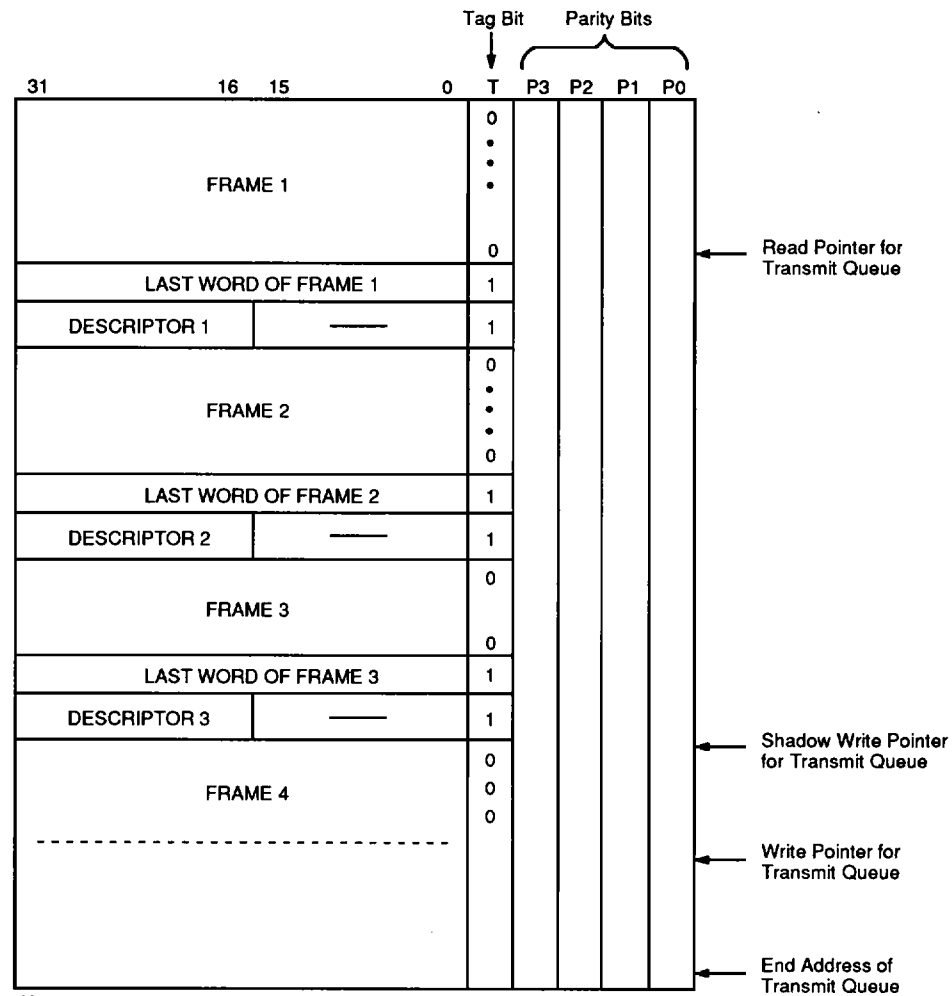 Tag Bit Parity Bits
31 16 15 0 T P3 P2 P1 P0
0
FRAME 1
0
Read Pointer for
Transmit Queue
LAST WORD OF FRAME 1 1
DESCRIPTOR 1 1
0
FRAME 2
0
LAST WORD OF FRAME 2 1
DESCRIPTOR 2 1
0
FRAME 3
0
LAST WORD OF FRAME 3 1
DESCRIPTOR 3 1
Shadow Write Pointer
for Transmit Queue
0
FRAME 4 0
0
Write Pointer for
Transmit Queue
End Address of
Transmit Queue